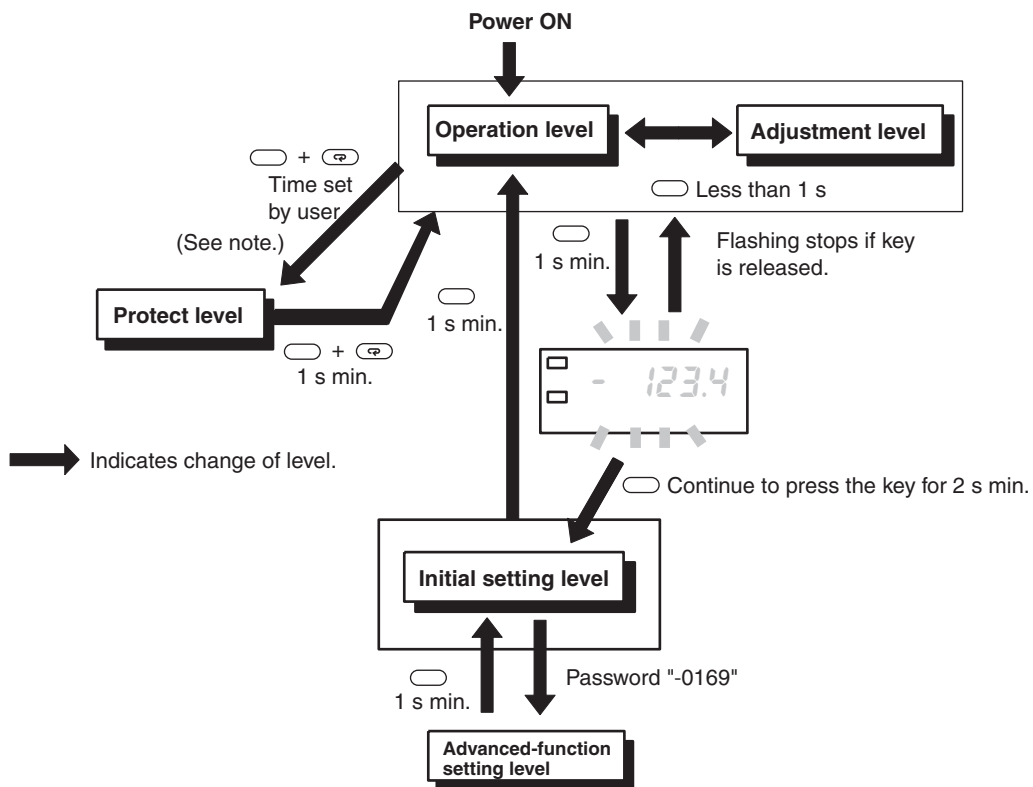 Power ON
Operation level
Adjustment level
+
Time set
by user
(See note.)
Less than 1 s
1 s min.
Flashing stops if key
is released.
Protect level
+
1 s min.
1 s min.
- 123.4
Indicates change of level.
Continue to press the key for 2 s min.
Initial setting level
1 s min.
Password "-0169"
Advanced-function
setting level